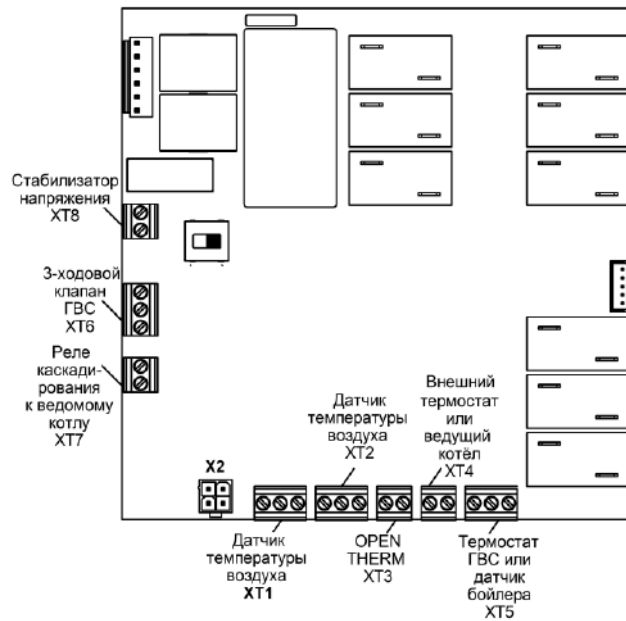 Стабилизатор
напряжения
XT8
3-ходовой
клапан
ГВС
XT6
Реле
каскади-
рования
к ведомому
котлу
XT7
X2
Датчик
температуры
воздуха
XT2
Внешний
термостат
или
ведущий
котёл
XT4
Датчик
температуры
воздуха
XT1
OPEN
THERM
XT3
Термостат
ГВС или
датчик
бойлера
XT5